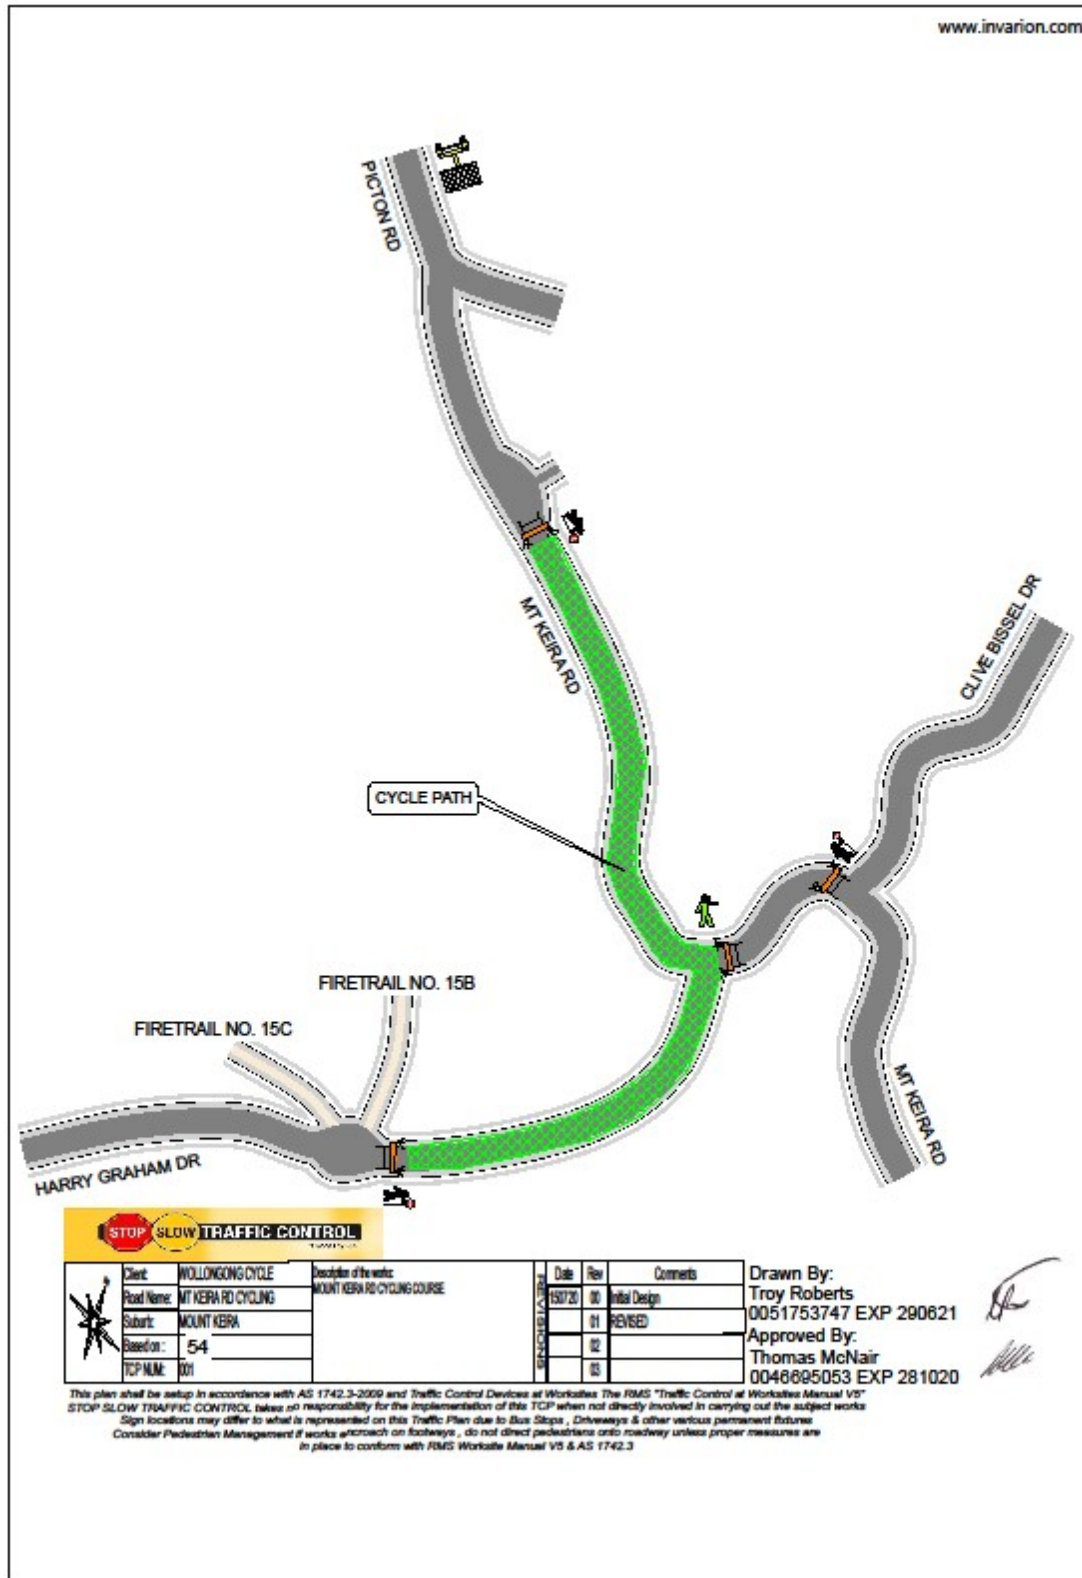 www.invarion.com
PICTON RD
MT KEIRA RD
CLIVE BISSEL DR
CYCLE PATH
FIRETRAIL NO. 15B
FIRETRAIL NO. 15C
MT KEIRA RD
HARRY GRAHAM DR
STOP SLOW TRAFFIC CONTROL
Client: WOLLONGONG CYCLE
Road Name: MT KEIRA RD CYCLING
Suburb: MOUNT KEIRA
Based on : 54
TCP NUM: 001
Description of the works:
MOUNT KEIRA RD CYCLING COURSE
REVISIONS
Date Rev Comments
150720 00 Initial Design
01 REVISED
02
03
Drawn By:
Troy Roberts
0051753747 EXP 290621
Approved By:
Thomas McNair
0046695053 EXP 281020
This plan shall be setup in accordance with AS 1742.3-2009 and Traffic Control Devices at Worksites The RMS "Traffic Control at Worksites Manual V5"
STOP SLOW TRAFFIC CONTROL takes no responsibility for the implementation of this TCP when not directly involved in carrying out the subject works
Sign locations may differ to what is represented on this Traffic Plan due to Bus Stops , Driveways & other various permanent fixtures
Consider Pedestrian Management if works encroach on footways , do not direct pedestrians onto roadway unless proper measures are
in place to conform with RMS Worksite Manual V5 & AS 1742.3